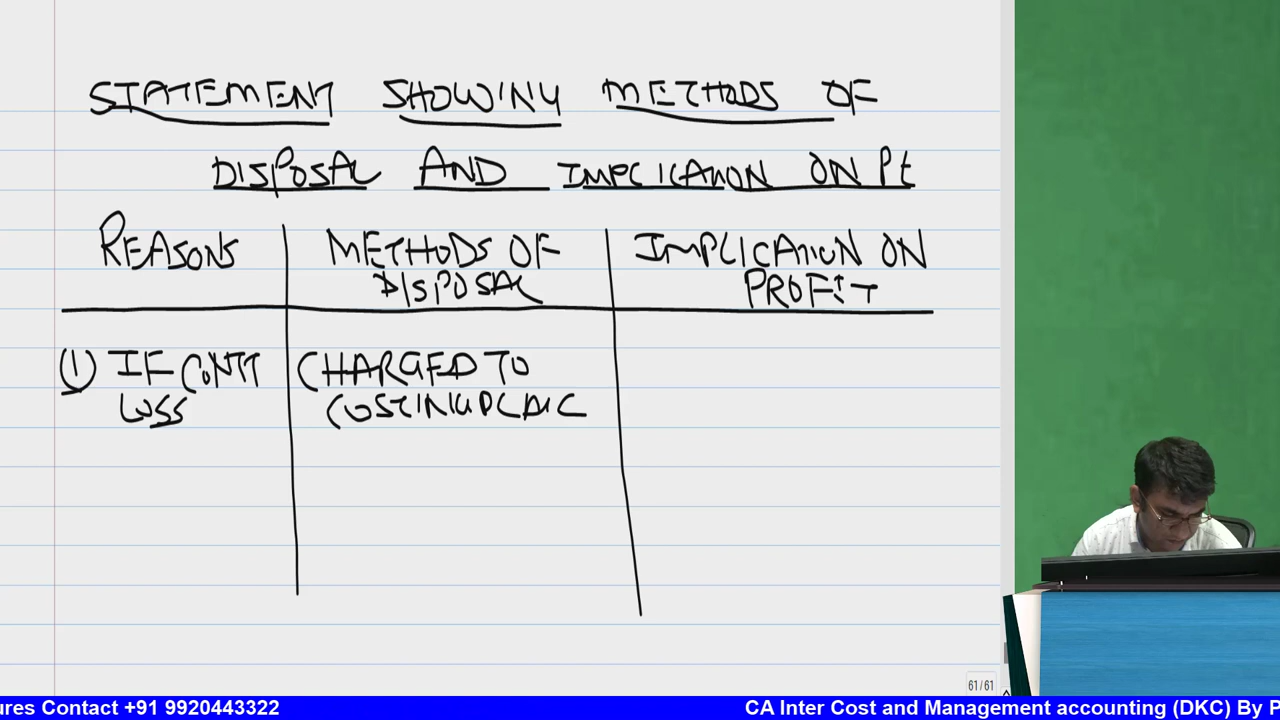 STATEMENT SHOWING METHODS OF
DISPOSAL AND IMPLICATION ON Pt
REASONS
METHODS OF
DISPOSAL
IMPLICATION ON
PROFIT
① IF CONTI
LOSS
CHARGED TO
COSTING P
61/61
ures Contact +91 9920443322
CA Inter Cost and Management accounting (DKC) By P